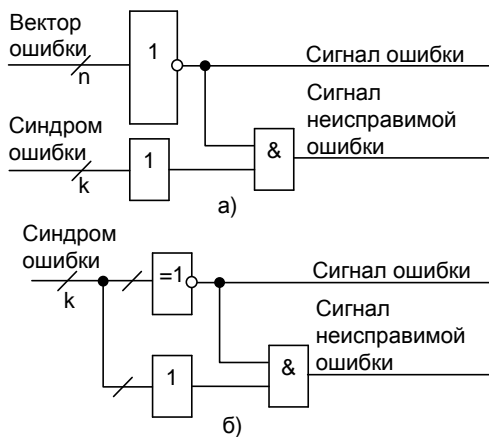 Вектор
ошибки
n
1
Сигнал ошибки
Сигнал
неисправимой
ошибки
Синдром
ошибки
k
1
&
а)
Синдром
ошибки
k
=1
Сигнал ошибки
Сигнал
неисправимой
ошибки
1
&
б)